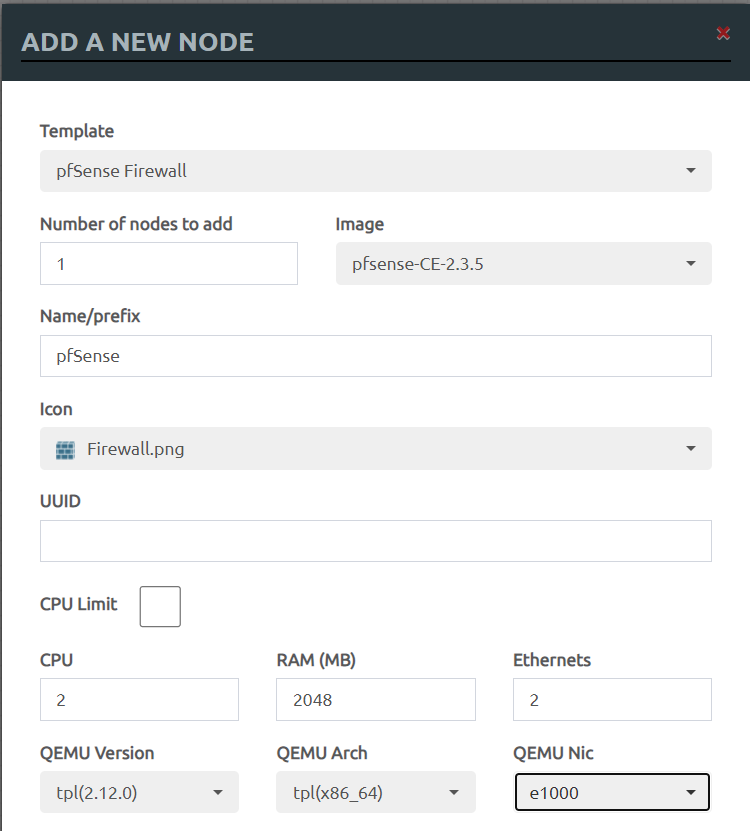 ADD A NEW NODE
Template
pfSense Firewall
Number of nodes to add
Image
1
pfsense-CE-2.3.5
Name/prefix
pfSense
Icon
Firewall.png
UUID
CPU Limit
CPU
RAM (MB)
Ethernets
2
2048
2
QEMU Version
QEMU Arch
QEMU Nic
tpl(2.12.0)
tpl(x86_64)
e1000